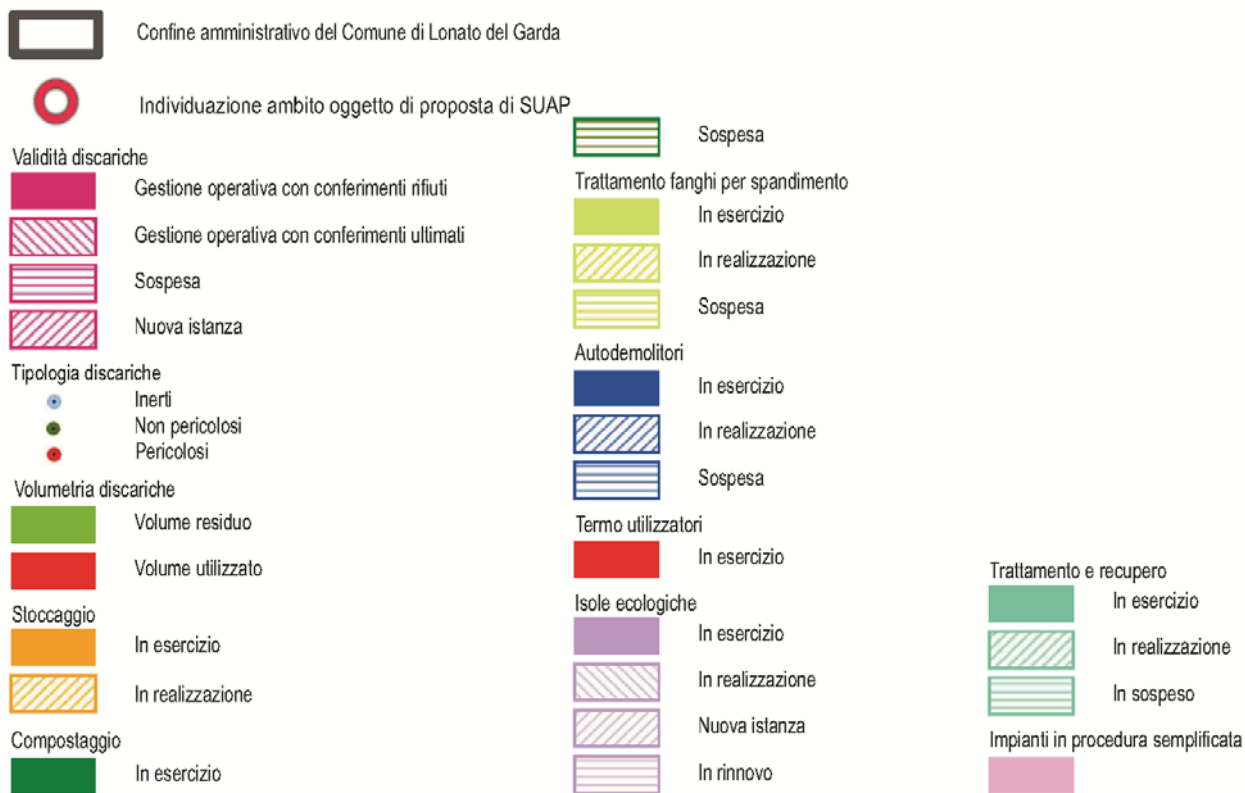 Confine amministrativo del Comune di Lonato del Garda
Individuazione ambito oggetto di proposta di SUAP
Validità discariche
Gestione operativa con conferimenti rifiuti
Gestione operativa con conferimenti ultimati
Sospesa
Nuova istanza
Tipologia discariche
Inerti
Non pericolosi
Pericolosi
Volumetria discariche
Volume residuo
Volume utilizzato
Stoccaggio
In esercizio
In realizzazione
Compostaggio
In esercizio
Sospesa
Trattamento fanghi per spandimento
In esercizio
In realizzazione
Sospesa
Autodemolitori
In esercizio
In realizzazione
Sospesa
Termo utilizzatori
In esercizio
Isole ecologiche
In esercizio
In realizzazione
Nuova istanza
In rinnovo
Trattamento e recupero
In esercizio
In realizzazione
In sospeso
Impianti in procedura semplificata